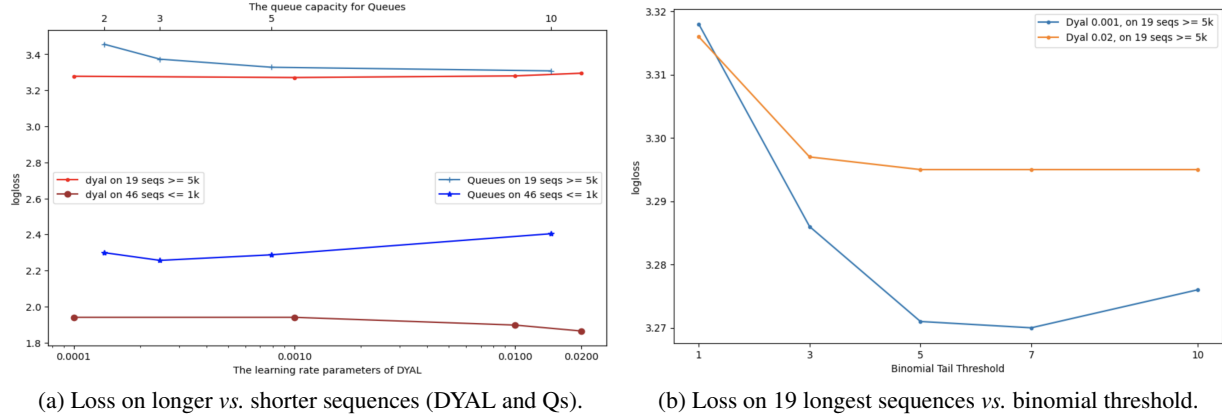 The queue capacity for Queues
2 3 5 10
3.4
3.2
3.0
2.8
2.6
2.4
2.2
2.0
1.8
logloss
dyal on 19 seqs >= 5k
dyal on 46 seqs <= 1k
Queues on 19 seqs >= 5k
Queues on 46 seqs <= 1k
0.0001 0.0010 0.0100 0.0200
The learning rate parameters of DYAL
(a) Loss on longer vs. shorter sequences (DYAL and Qs).
3.32
3.31
3.30
3.29
3.28
3.27
logloss
Dyal 0.001, on 19 seqs >= 5k
Dyal 0.02, on 19 seqs >= 5k
1 3 5 7 10
Binomial Tail Threshold
(b) Loss on 19 longest sequences vs. binomial threshold.